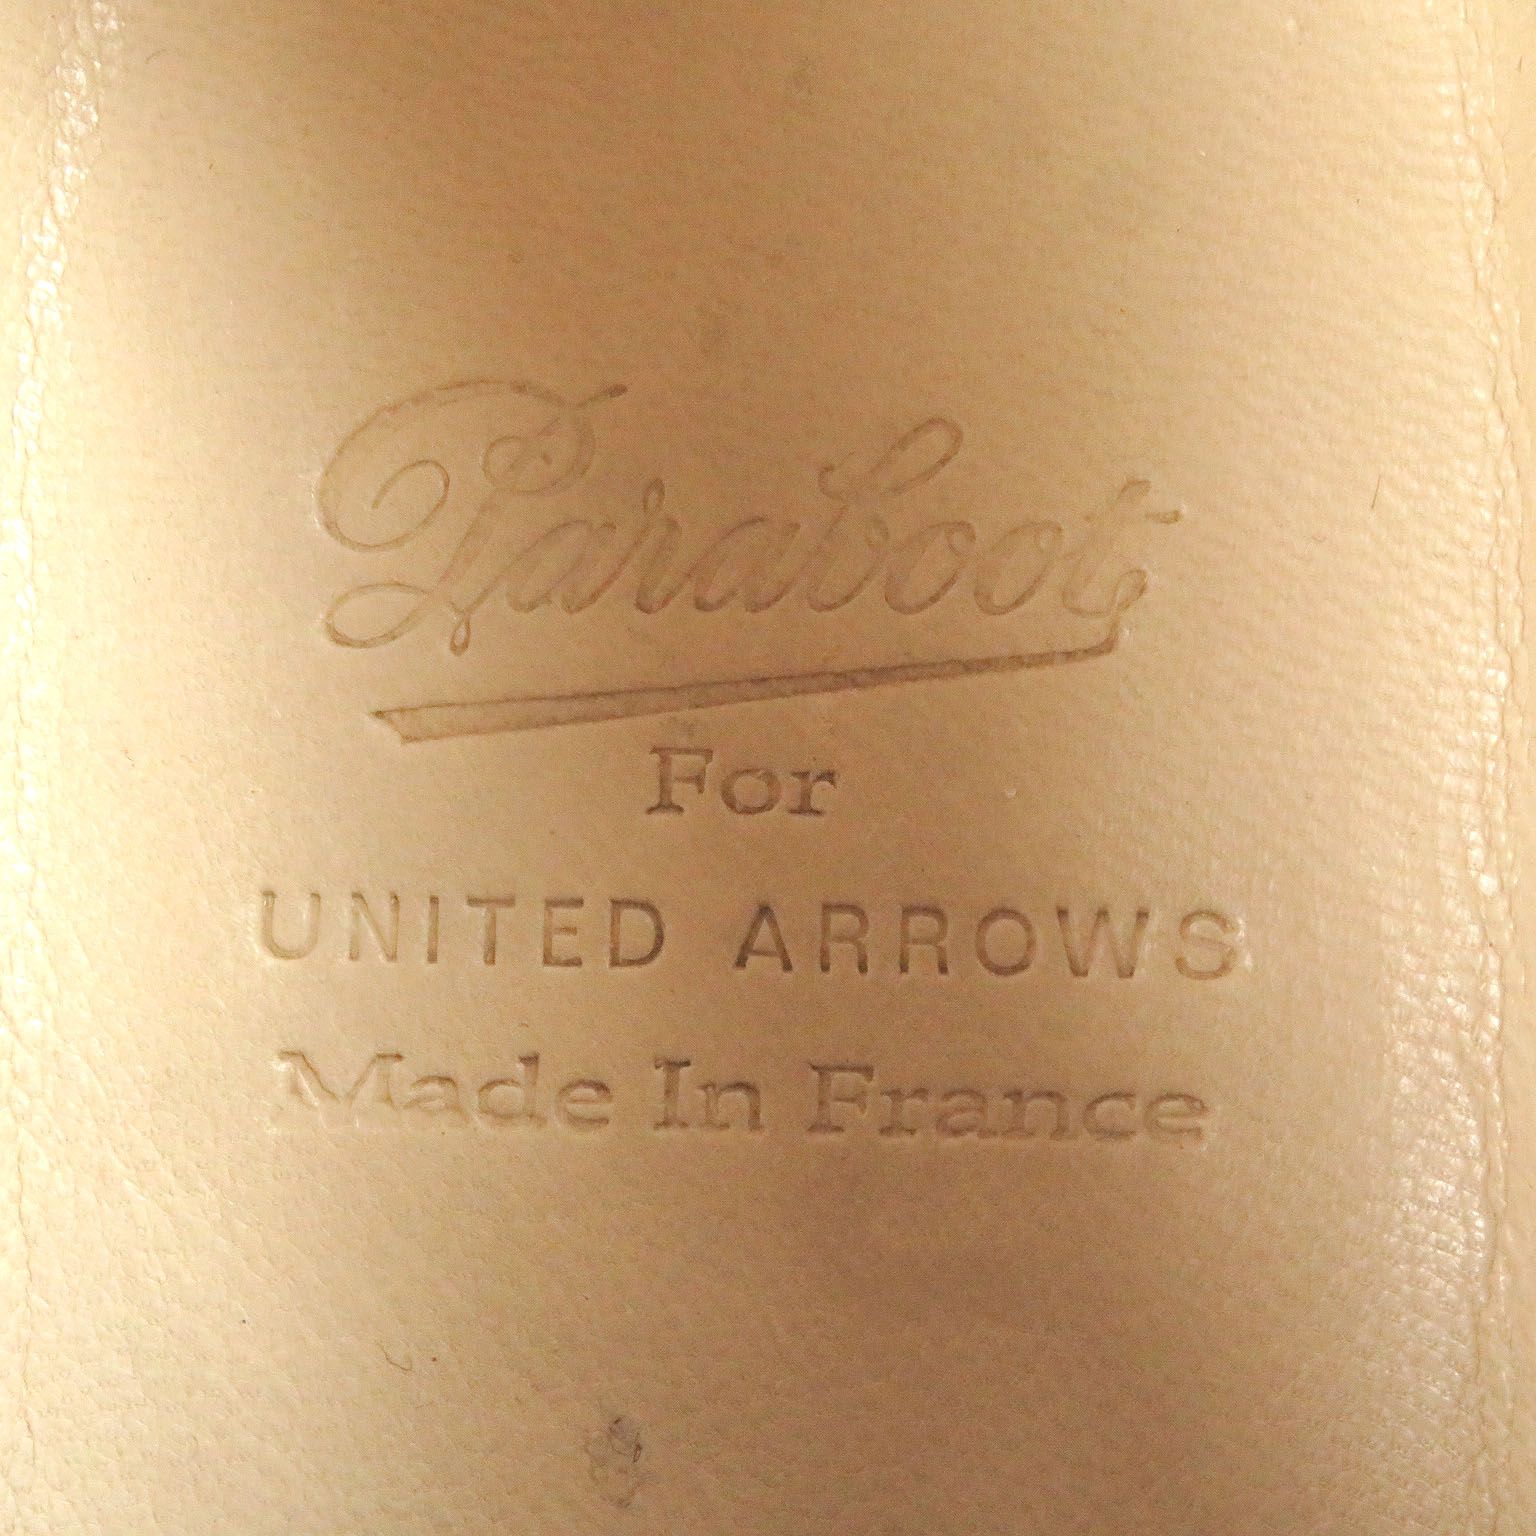 Paraboot
For
UNITED ARROWS
Made In France